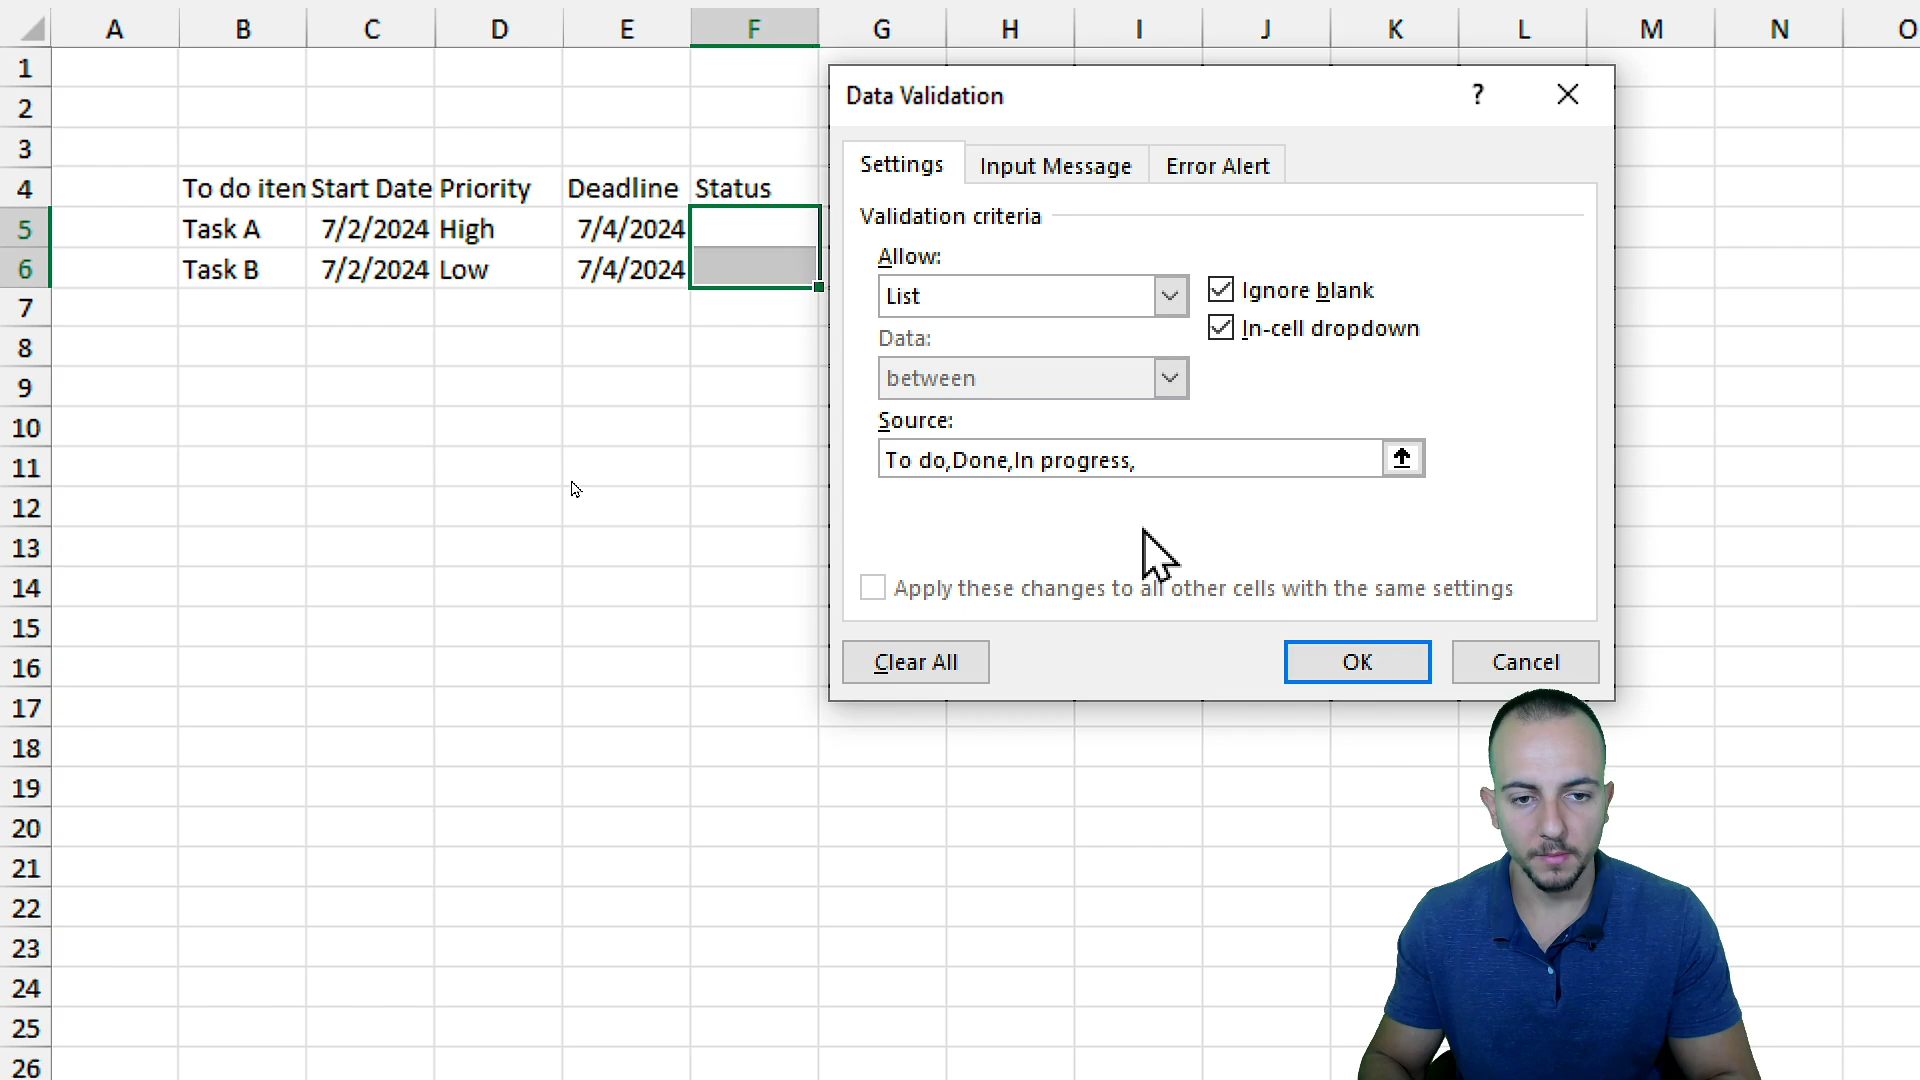 A B C D E F G H I J K L M N O
Data Validation ? ×
Settings Input Message Error Alert
Validation criteria
Allow:
List
Ignore blank
In-cell dropdown
Data:
between
Source:
To do,Done,In progress,
Apply these changes to all other cells with the same settings
Clear All OK Cancel
1
2
3
4 To do iten Start Date Priority Deadline Status
5 Task A 7/2/2024 High 7/4/2024
6 Task B 7/2/2024 Low 7/4/2024
7
8
9
10
11
12
13
14
15
16
17
18
19
20
21
22
23
24
25
26